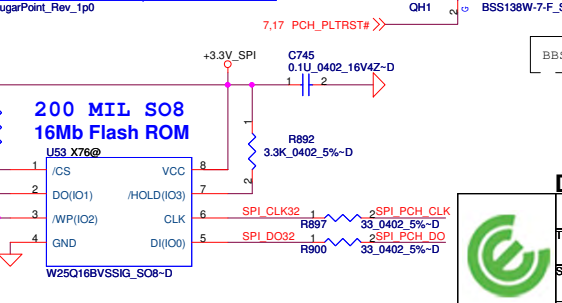 ugarPoint_Rev_1p0
QH1
BSS138W-7-F_S
2
G
7,17 PCH_PLTRST#
+3.3V_SPI
C745
0.1U_0402_16V4Z~D
1 2
BBS
200 MIL SO8
16Mb Flash ROM
U53 X76@
1
R892
3.3K_0402_5%~D
2
1 /CS VCC 8
2 DO(IO1) /HOLD(IO3) 7
3 /WP(IO2) CLK 6 SPI_CLK32 1 2 SPI_PCH_CLK
R897 33_0402_5%~D
4 GND DI(IO0) 5 SPI_DO32 1 2 SPI_PCH_DO
R900 33_0402_5%~D
W25Q16BVSSIG_SO8~D